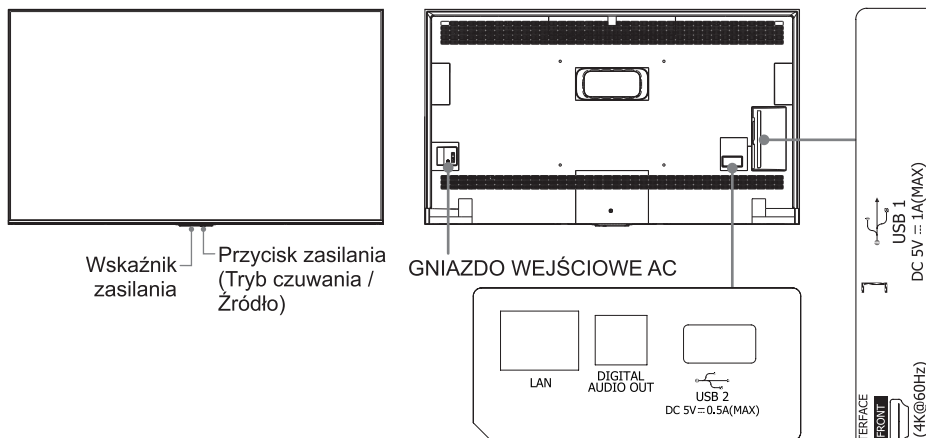 Wskaźnik
zasilania
Przycisk zasilania
(Tryb czuwania /
Źródło)
GNIAZDO WEJŚCIOWE AC
LAN
DIGITAL
AUDIO OUT
USB 2
DC 5V⎓0.5A(MAX)
USB 1
DC 5V ⎓ 1A(MAX)
FRONT
(4K@60Hz)